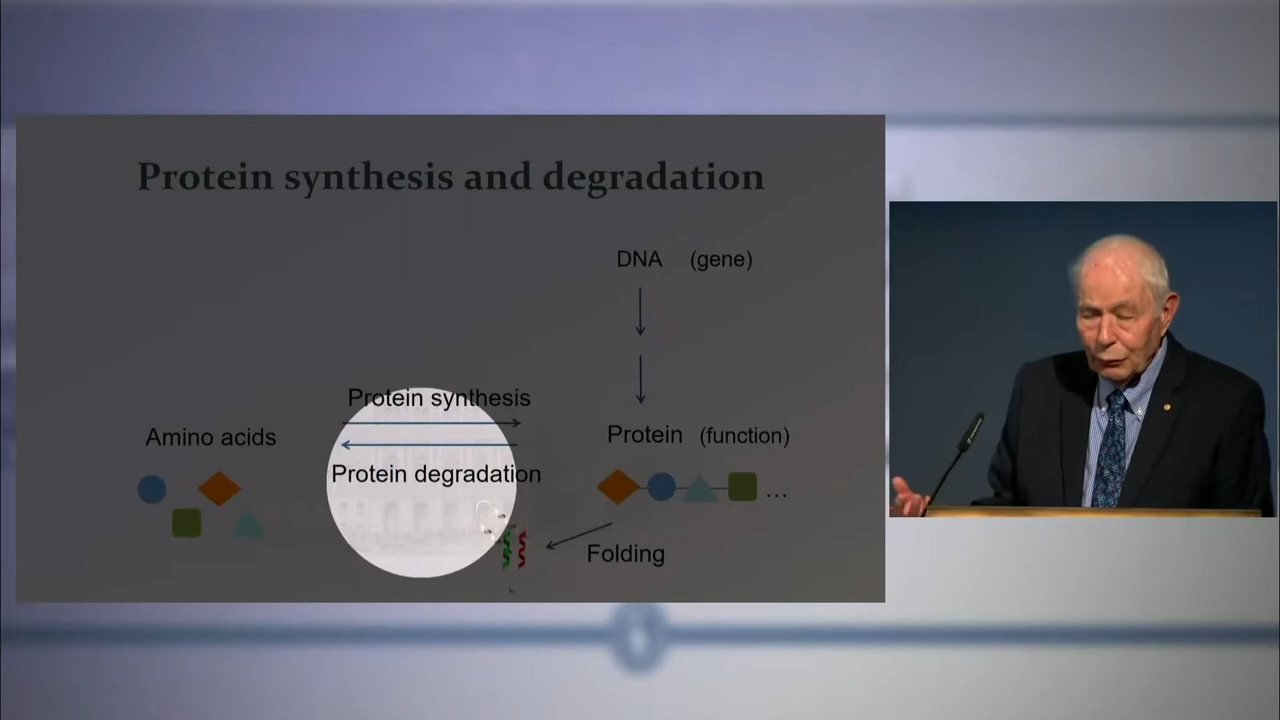 Protein synthesis and degradation
DNA (gene)
Protein synthesis
Amino acids
Protein (function)
Protein degradation
...
Folding